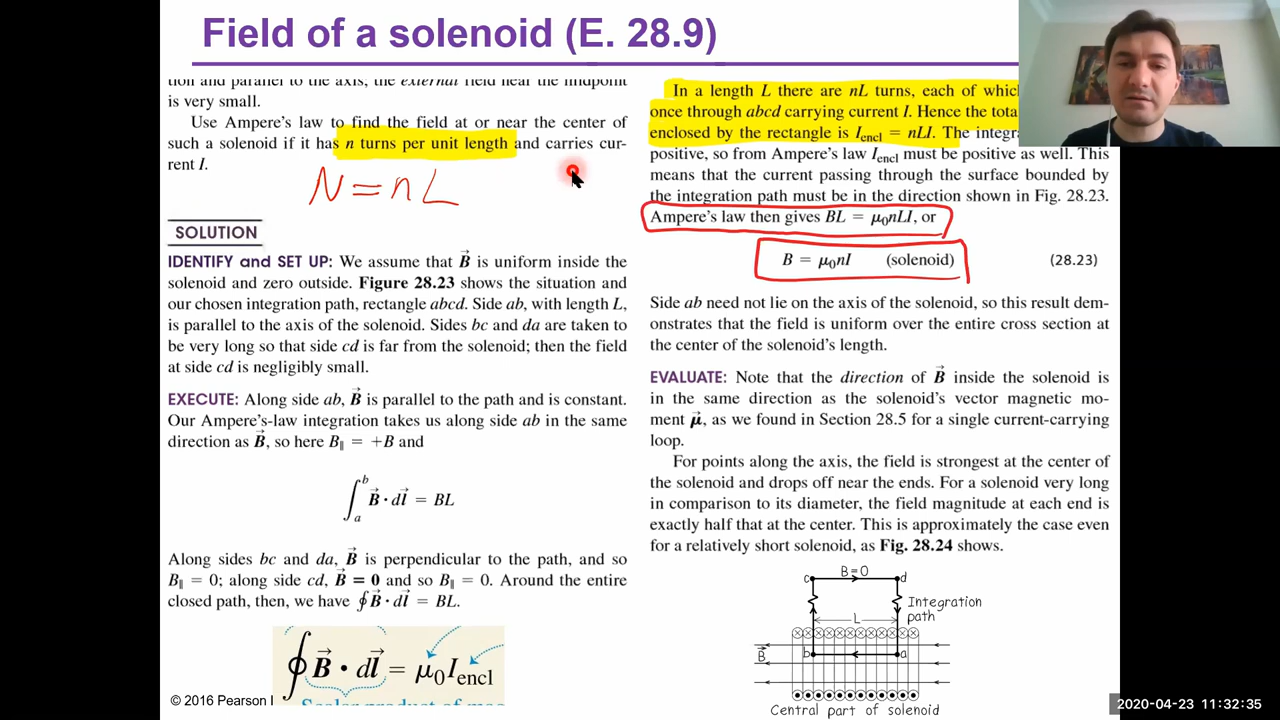 Field of a solenoid (E. 28.9)
tion and parallel to the axis, the external field near the midpoint
is very small.
Use Ampere's law to find the field at or near the center of
such a solenoid if it has n turns per unit length and carries cur-
rent I.
N = nL
SOLUTION
IDENTIFY and SET UP: We assume that B⃗ is uniform inside the
solenoid and zero outside. Figure 28.23 shows the situation and
our chosen integration path, rectangle abcd. Side ab, with length L,
is parallel to the axis of the solenoid. Sides bc and da are taken to
be very long so that side cd is far from the solenoid; then the field
at side cd is negligibly small.
EXECUTE: Along side ab, B⃗ is parallel to the path and is constant.
Our Ampere's-law integration takes us along side ab in the same
direction as B⃗, so here B∥ = +B and
∫ₐᵇ B⃗ · dl⃗ = BL
Along sides bc and da, B⃗ is perpendicular to the path, and so
B∥ = 0; along side cd, B⃗ = 0 and so B∥ = 0. Around the entire
closed path, then, we have ∮B⃗ · dl⃗ = BL.
∮ B⃗ · dl⃗ = μ₀I_encl
© 2016 Pearson
In a length L there are nL turns, each of which
once through abcd carrying current I. Hence the tota
enclosed by the rectangle is I_encl = nLI. The integra
positive, so from Ampere's law I_encl must be positive as well. This
means that the current passing through the surface bounded by
the integration path must be in the direction shown in Fig. 28.23.
Ampere's law then gives BL = μ₀nLI, or
B = μ₀nI (solenoid) (28.23)
Side ab need not lie on the axis of the solenoid, so this result dem-
onstrates that the field is uniform over the entire cross section at
the center of the solenoid's length.
EVALUATE: Note that the direction of B⃗ inside the solenoid is
in the same direction as the solenoid's vector magnetic mo-
ment μ⃗, as we found in Section 28.5 for a single current-carrying
loop.
For points along the axis, the field is strongest at the center of
the solenoid and drops off near the ends. For a solenoid very long
in comparison to its diameter, the field magnitude at each end is
exactly half that at the center. This is approximately the case even
for a relatively short solenoid, as Fig. 28.24 shows.
B=0
c d
Integration
path
L
B⃗ b a
Central part of solenoid
2020-04-23 11:32:35